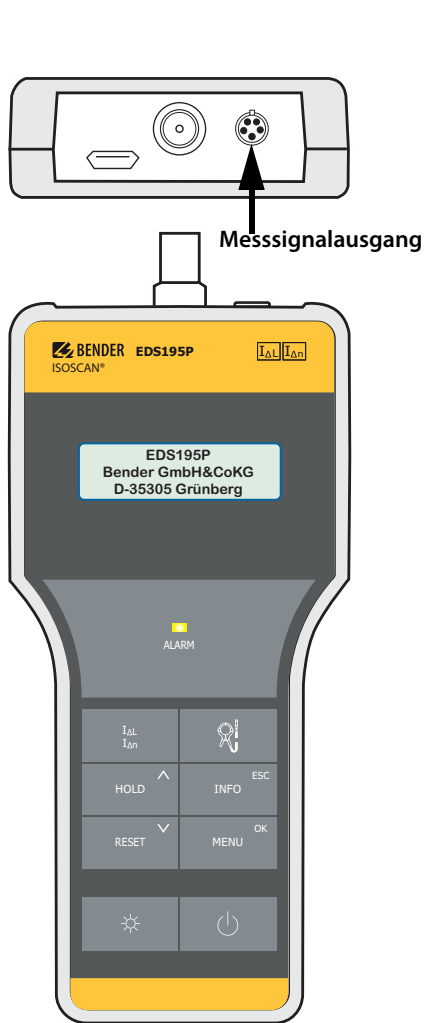 Messsignalausgang
BENDER EDS195P
ISOSCAN®
IΔL IΔn
EDS195P
Bender GmbH&CoKG
D-35305 Grünberg
ALARM
IΔL
IΔn
HOLD
INFO ESC
RESET
MENU OK